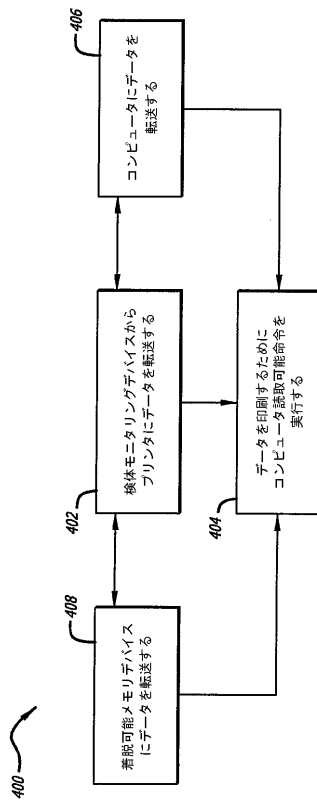 400
408
着脱可能メモリデバイス
にデータを転送する
402
検体モニタリングデバイスから
プリンタにデータを転送する
406
コンピュータにデータを
転送する
404
データを印刷するために
コンピュータ読取可能命令を
実行する